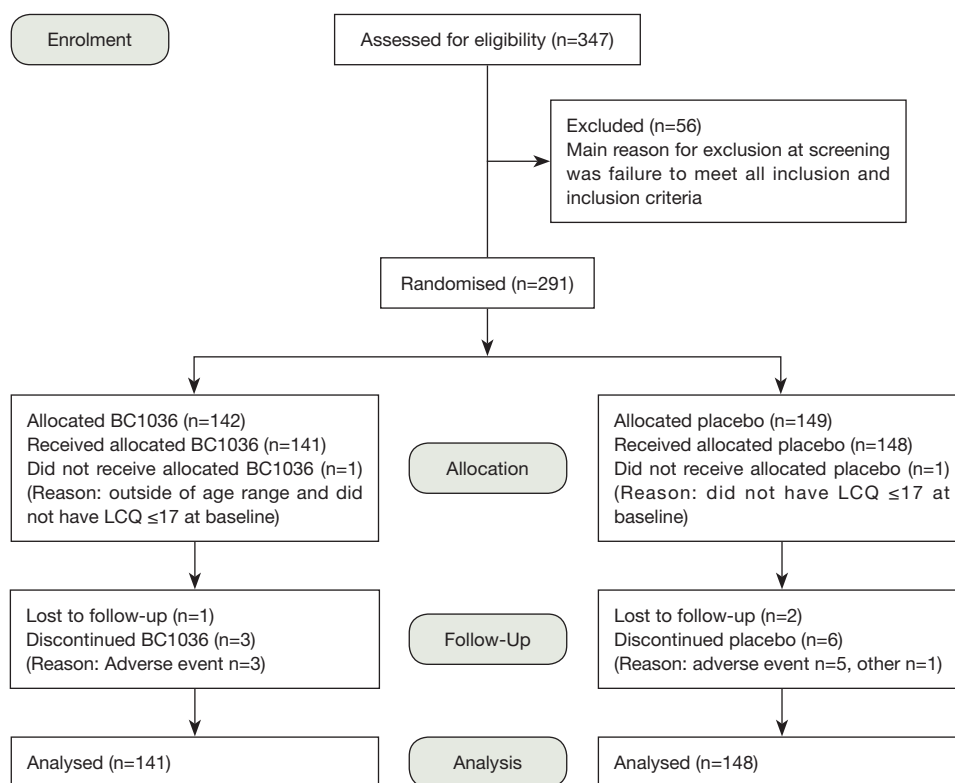 Enrolment
Assessed for eligibility (n=347)
Excluded (n=56)
Main reason for exclusion at screening
was failure to meet all inclusion and
inclusion criteria
Randomised (n=291)
Allocated BC1036 (n=142)
Received allocated BC1036 (n=141)
Did not receive allocated BC1036 (n=1)
(Reason: outside of age range and did
not have LCQ ≤17 at baseline)
Allocation
Allocated placebo (n=149)
Received allocated placebo (n=148)
Did not receive allocated placebo (n=1)
(Reason: did not have LCQ ≤17 at
baseline)
Lost to follow-up (n=1)
Discontinued BC1036 (n=3)
(Reason: Adverse event n=3)
Follow-Up
Lost to follow-up (n=2)
Discontinued placebo (n=6)
(Reason: adverse event n=5, other n=1)
Analysed (n=141)
Analysis
Analysed (n=148)